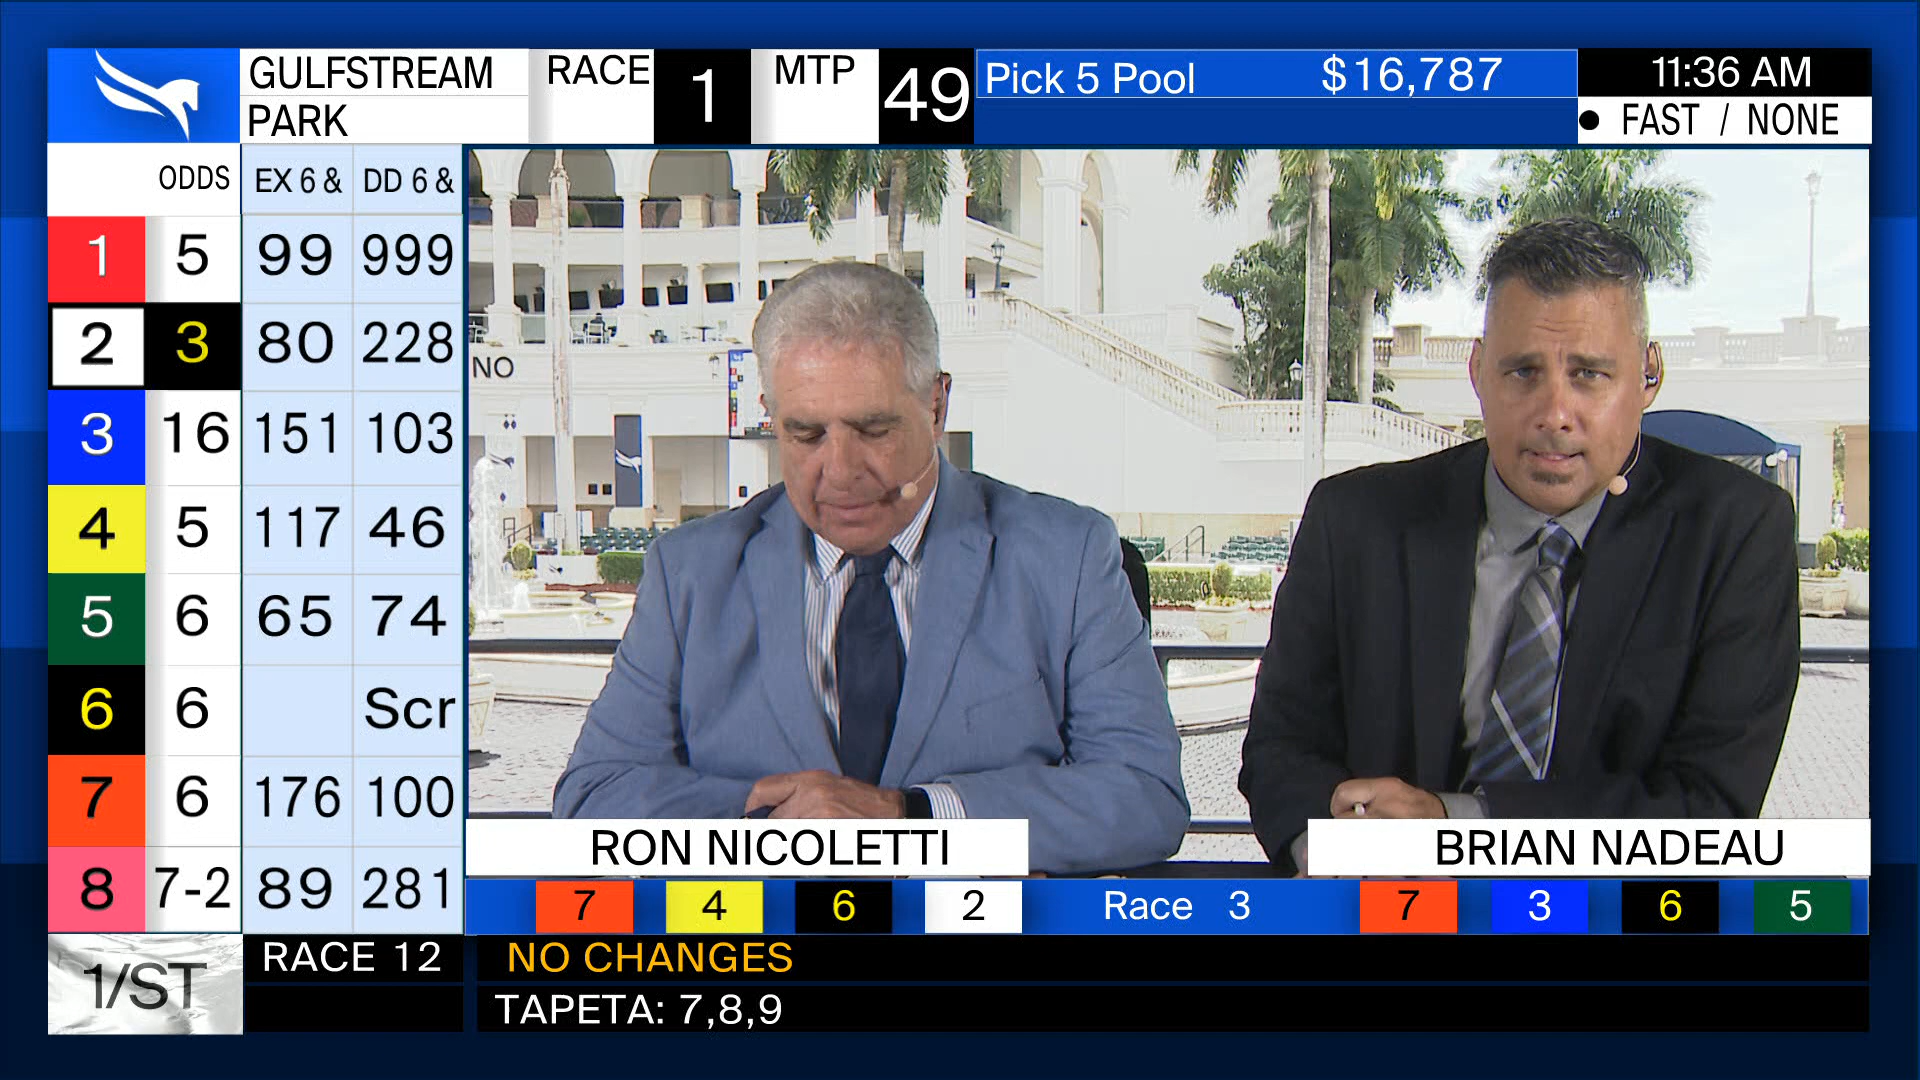 GULFSTREAM PARK
RACE 1 MTP 49
Pick 5 Pool $16,787
11:36 AM
FAST / NONE
ODDS EX 6 & DD 6 &
1 5 99 999
2 3 80 228
3 16 151 103
4 5 117 46
5 6 65 74
6 6 Scr
7 6 176 100
8 7-2 89 281
NO
RON NICOLETTI
BRIAN NADEAU
7 4 6 2 Race 3 7 3 6 5
1/ST
RACE 12 NO CHANGES
TAPETA: 7,8,9